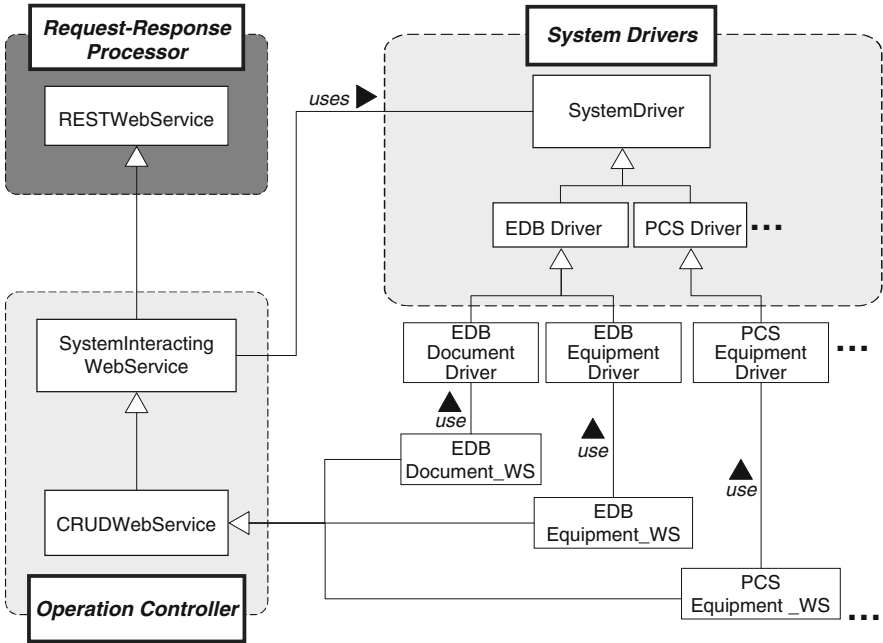 Request-Response
Processor
RESTWebService
System Drivers
uses
SystemDriver
EDB Driver
PCS Driver
...
SystemInteracting
WebService
EDB
Document
Driver
EDB
Equipment
Driver
PCS
Equipment
Driver
...
use
use
use
EDB
Document_WS
CRUDWebService
EDB
Equipment_WS
PCS
Equipment _WS
...
Operation Controller